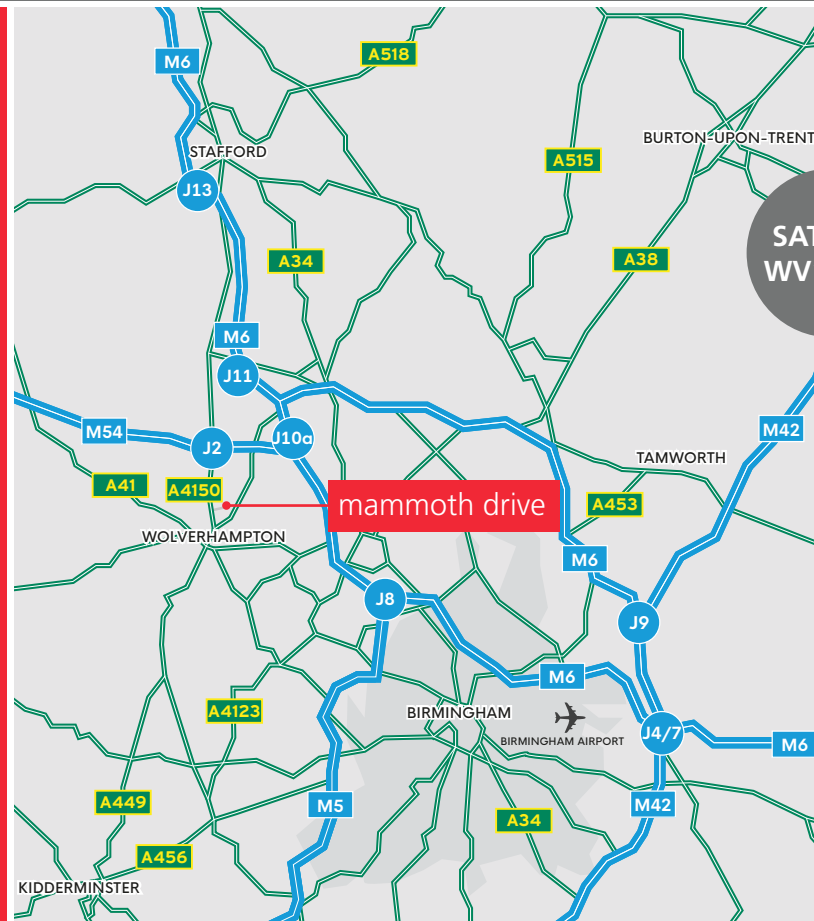 M6
A518
STAFFORD
BURTON-UPON-TRENT
A515
J13
A34
A38
M6
J11
M54
J2
J10a
M42
A41
A4150
mammoth drive
TAMWORTH
A453
WOLVERHAMPTON
M6
J8
J9
M6
A4123
BIRMINGHAM
BIRMINGHAM AIRPORT
J4/7
M6
A449
M5
M42
A34
A456
KIDDERMINSTER
SAT
WV